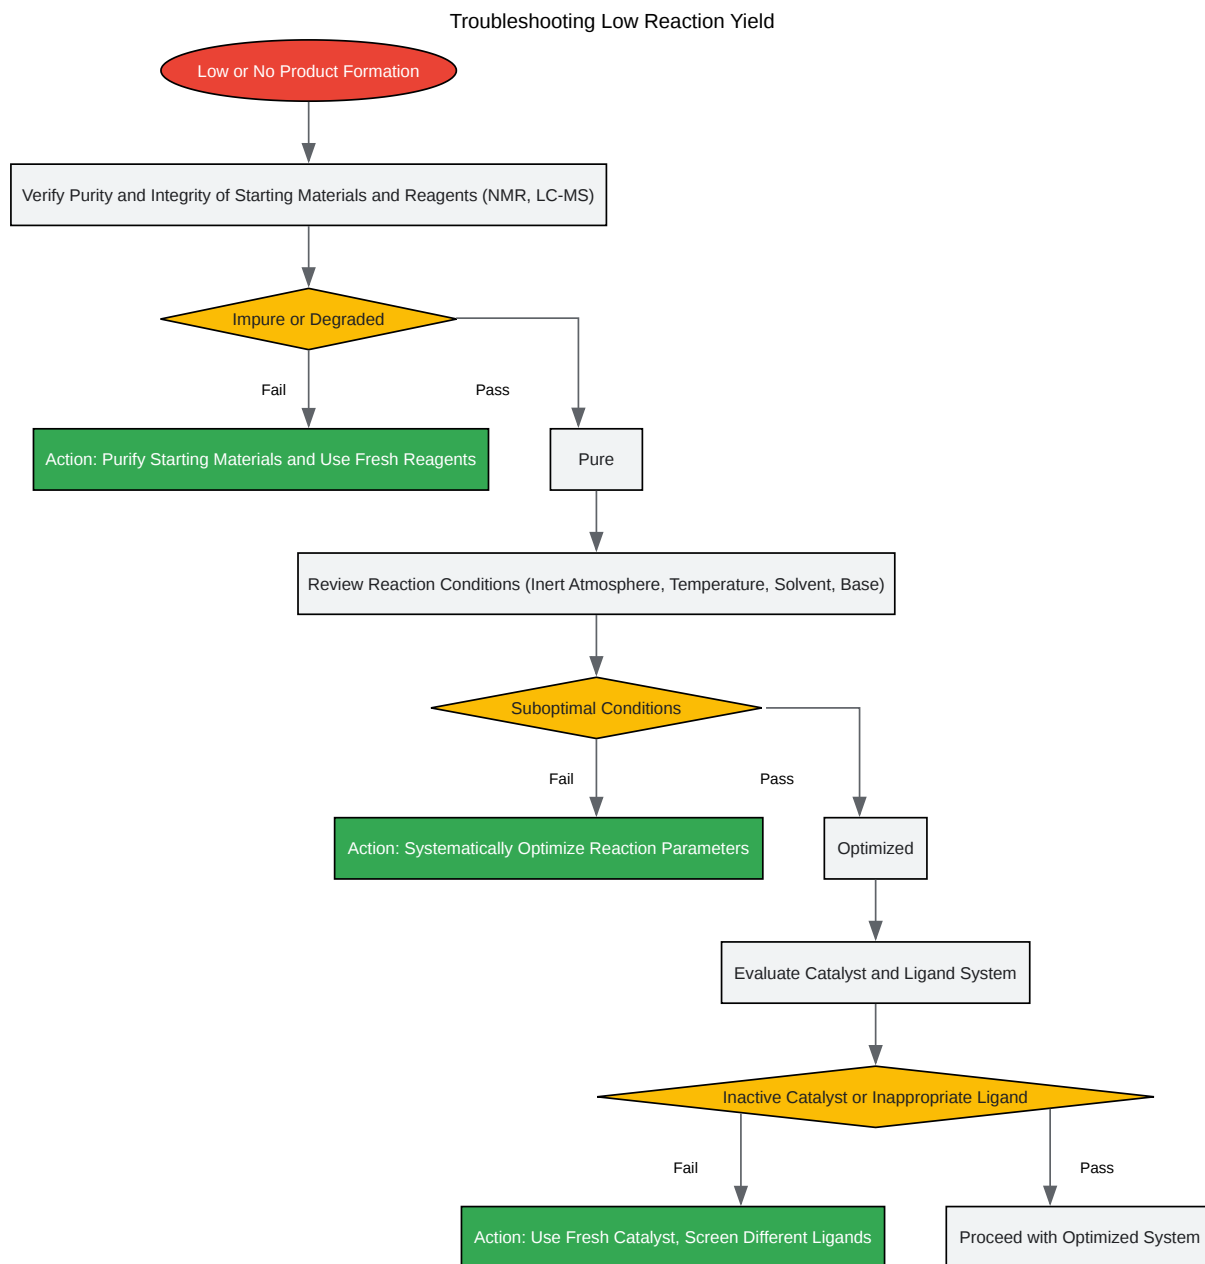 Troubleshooting Low Reaction Yield
Low or No Product Formation
Verify Purity and Integrity of Starting Materials and Reagents (NMR, LC-MS)
Impure or Degraded
Fail
Pass
Action: Purify Starting Materials and Use Fresh Reagents
Pure
Review Reaction Conditions (Inert Atmosphere, Temperature, Solvent, Base)
Suboptimal Conditions
Fail
Pass
Action: Systematically Optimize Reaction Parameters
Optimized
Evaluate Catalyst and Ligand System
Inactive Catalyst or Inappropriate Ligand
Fail
Pass
Action: Use Fresh Catalyst, Screen Different Ligands
Proceed with Optimized System